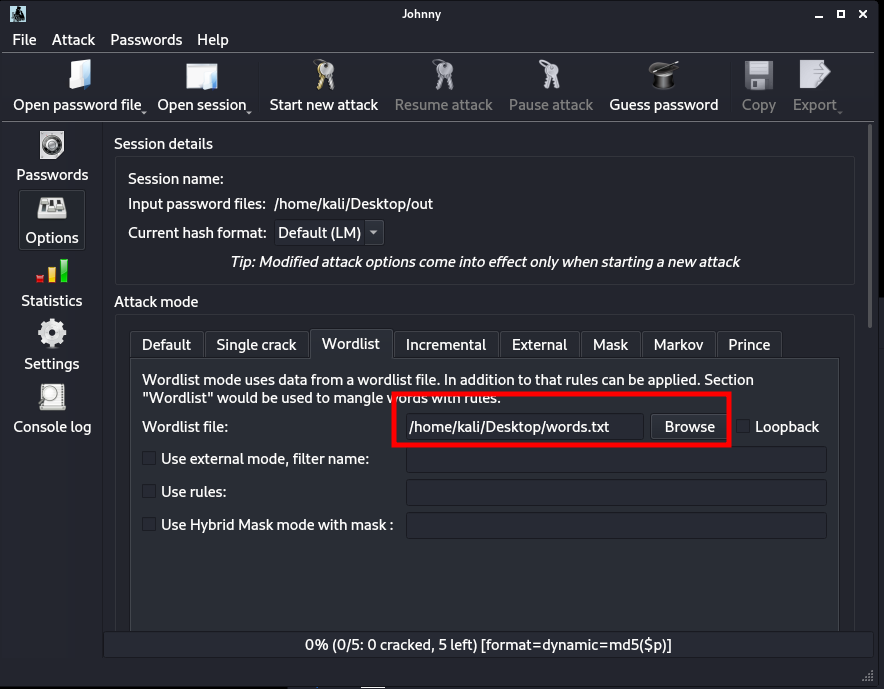 Johnny
File Attack Passwords Help
Open password file Open session Start new attack Resume attack Pause attack Guess password Copy Export
Passwords
Options
Statistics
Settings
Console log
Session details
Session name:
Input password files: /home/kali/Desktop/out
Current hash format: Default (LM)
Tip: Modified attack options come into effect only when starting a new attack
Attack mode
Default Single crack Wordlist Incremental External Mask Markov Prince
Wordlist mode uses data from a wordlist file. In addition to that rules can be applied. Section
"Wordlist" would be used to mangle words with rules.
Wordlist file: /home/kali/Desktop/words.txt Browse Loopback
Use external mode, filter name:
Use rules:
Use Hybrid Mask mode with mask :
0% (0/5: 0 cracked, 5 left) [format=dynamic=md5($p)]